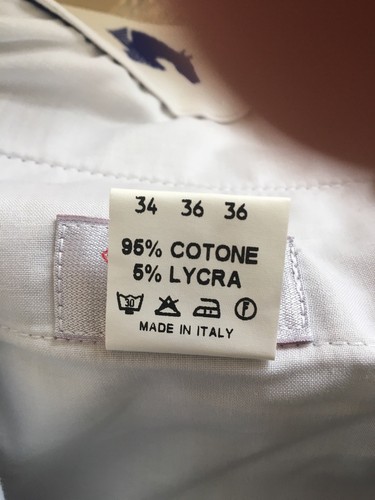 34 36 36
95% COTONE
5% LYCRA
30 F
MADE IN ITALY